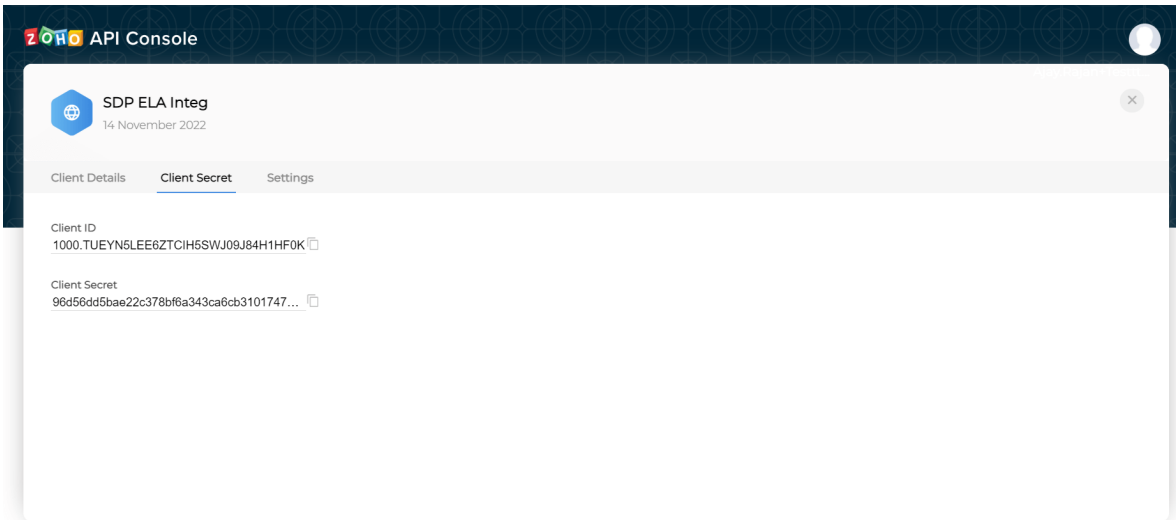 ZOHO API Console
SDP ELA Integ
14 November 2022
Client Details Client Secret Settings
Client ID
1000.TUEYN5LEE6ZTCIH5SWJ09J84H1HF0K
Client Secret
96d56dd5bae22c378bf6a343ca6cb3101747...